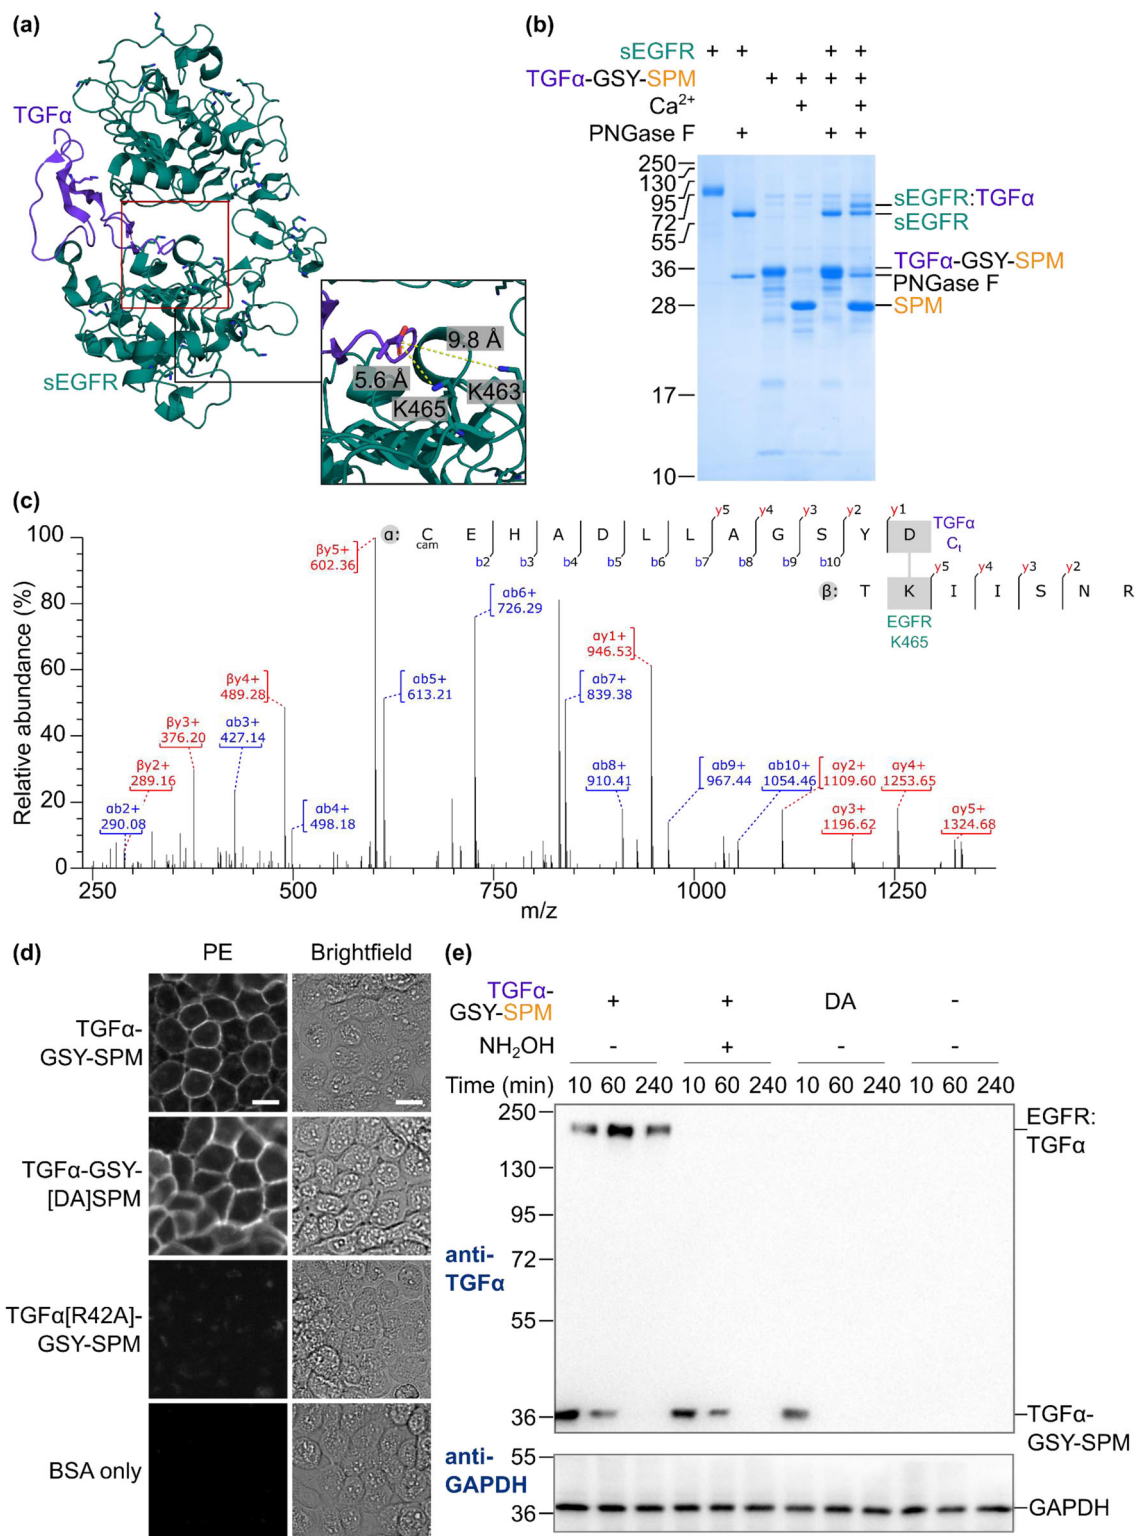 (a)
TGFα
sEGFR
9.8 Å
5.6 Å
K463
K465
(b)
sEGFR + + + +
TGFα-GSY-SPM + + + +
Ca2+ + +
PNGase F + + +
250
130
95
72
55
36
28
17
10
sEGFR:TGFα
sEGFR
TGFα-GSY-SPM
PNGase F
SPM
(c)
Relative abundance (%)
100
80
60
40
20
0
250 500 750 1000 1250
m/z
y5 y4 y3 y2 y1
α: C E H A D L L A G S Y D
cam
b2 b3 b4 b5 b6 b7 b8 b9 b10
TGFα
Ct
y5 y4 y3 y2
β: T K I I S N R
EGFR
K465
βy5+
602.36
αb6+
726.29
αy1+
946.53
βy4+
489.28
αb5+
613.21
αb7+
839.38
βy3+
376.20
αb3+
427.14
βy2+
289.16
αb2+
290.08
αb4+
498.18
αb8+
910.41
αb9+
967.44
αb10+
1054.46
αy2+
1109.60
αy4+
1253.65
αy3+
1196.62
αy5+
1324.68
(d)
PE Brightfield
TGFα-
GSY-SPM
TGFα-GSY-
[DA]SPM
TGFα[R42A]-
GSY-SPM
BSA only
(e)
TGFα-
GSY-SPM + + DA -
NH2OH - + - -
Time (min) 10 60 240 10 60 240 10 60 240 10 60 240
250
130
95
72
55
36
anti-
TGFα
EGFR:
TGFα
TGFα-
GSY-SPM
55
36
anti-
GAPDH
GAPDH